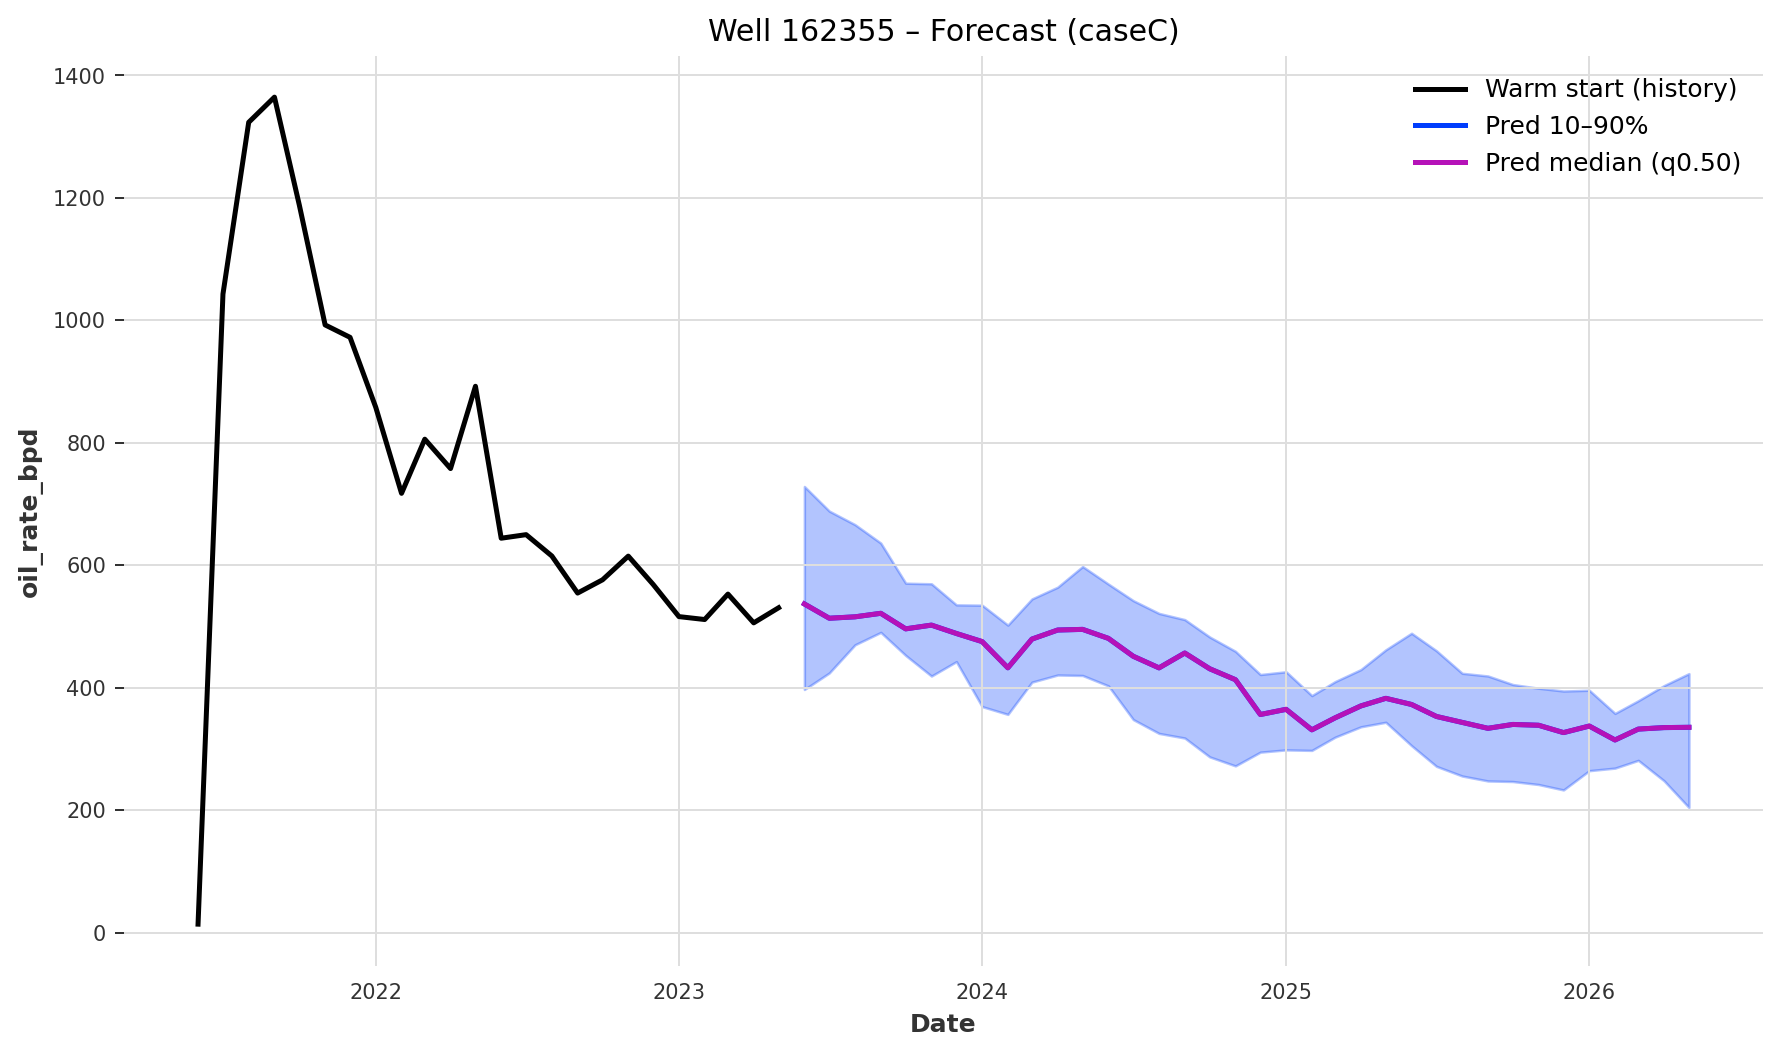 Well 162355 – Forecast (caseC)
Warm start (history)
Pred 10–90%
Pred median (q0.50)
oil_rate_bpd
1400
1200
1000
800
600
400
200
0
2022
2023
2024
2025
2026
Date